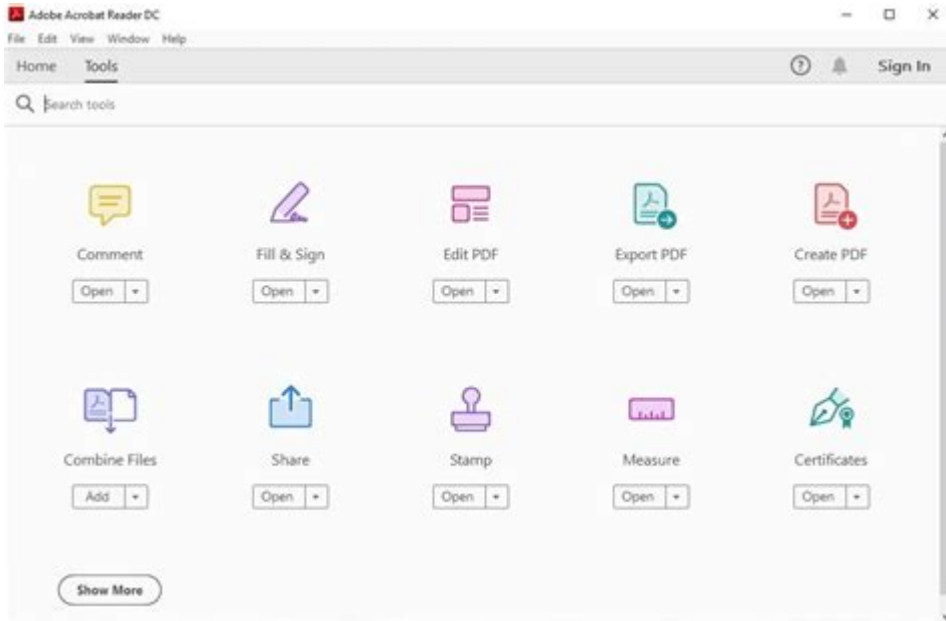 Adobe Acrobat Reader DC
File Edit View Window Help
Home Tools Sign In
Search tools
Comment Fill & Sign Edit PDF Export PDF Create PDF
Open Open Open Open Open
Combine Files Share Stamp Measure Certificates
Add Open Open Open Open
Show More